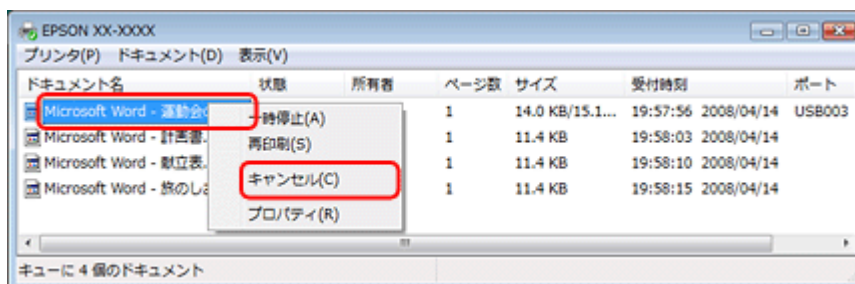 EPSON XX-XXXX
プリンタ(P) ドキュメント(D) 表示(V)
ドキュメント名 状態 所有者 ページ数 サイズ 受付時刻 ポート
Microsoft Word - 運動会 1 14.0 KB/15.1... 19:57:56 2008/04/14 USB003
Microsoft Word - 計画書. 1 11.4 KB 19:58:03 2008/04/14
Microsoft Word - 献立表. 1 11.4 KB 19:58:10 2008/04/14
Microsoft Word - 旅のしお 1 11.4 KB 19:58:15 2008/04/14
一時停止(A)
再印刷(S)
キャンセル(C)
プロパティ(R)
キューに 4 個のドキュメント